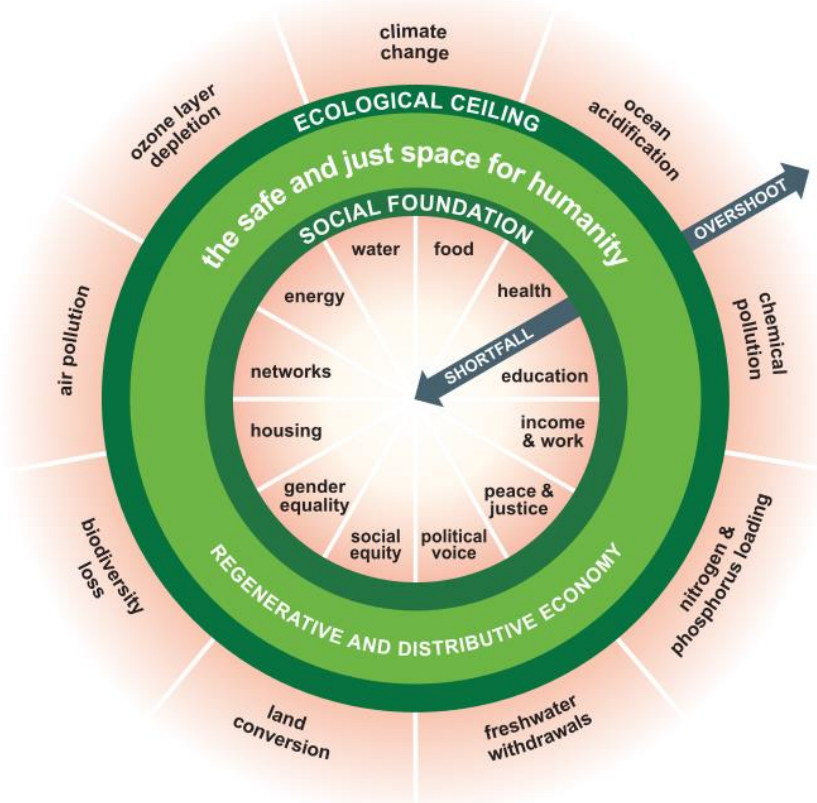 climate
change
ozone layer
depletion
ocean
acidification
ECOLOGICAL CEILING
the safe and just space for humanity
OVERSHOOT
SOCIAL FOUNDATION
water
food
energy
health
air pollution
chemical
pollution
SHORTFALL
networks
education
housing
income
& work
gender
equality
peace &
justice
social
equity
political
voice
biodiversity
loss
nitrogen &
phosphorus loading
REGENERATIVE AND DISTRIBUTIVE ECONOMY
land
conversion
freshwater
withdrawals